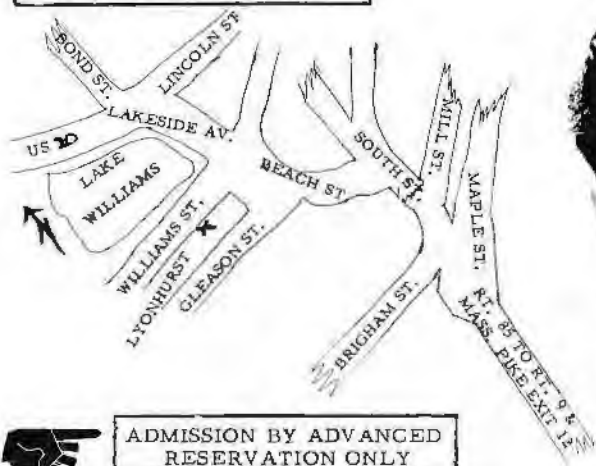 BOND ST.
LINCOLN ST
LAKESIDE AV.
US 20
LAKE
WILLIAMS
BEACH ST.
SOUTH ST.
MILL ST.
MAPLE ST.
WILLIAMS ST.
LYONHURST
GLEASON ST.
BRIGHAM ST.
RT. 85 TO RT. 9 &
MASS. PIKE EXIT 12
ADMISSION BY ADVANCED
RESERVATION ONLY